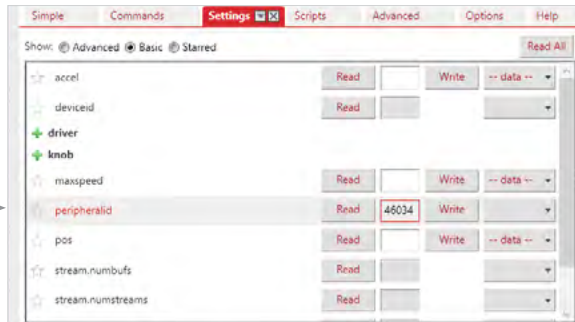 Simple Commands Settings Scripts Advanced Options Help
Show: Advanced Basic Starred Read All
accel Read Write -- data --
deviceid Read
driver
knob
maxspeed Read Write -- data --
peripheralid Read 46034 Write
pos Read Write -- data --
stream.numbufs Read
stream.numstreams Read